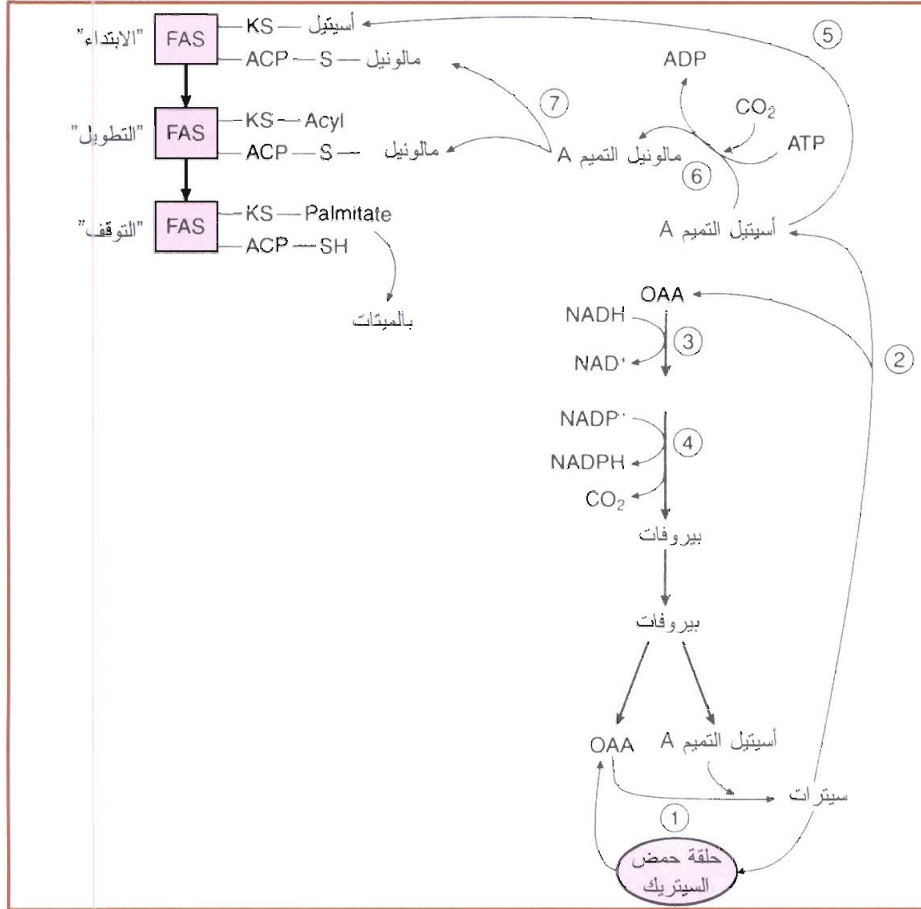 "الابتداء"
FAS
KS — أسيتيل
ACP — S — مالونيل
"التطويل"
FAS
KS — Acyl
ACP — S — مالونيل
"التوقف"
FAS
KS — Palmitate
ACP — SH
بالميتات
5
ADP
CO₂
ATP
7
مالونيل التميم A
6
أسيتيل التميم A
OAA
NADH
3
NAD⁺
2
NADP⁺
4
NADPH
CO₂
بيروفات
بيروفات
OAA
أسيتيل التميم A
سيترات
1
حلقة حمض
السيتريك